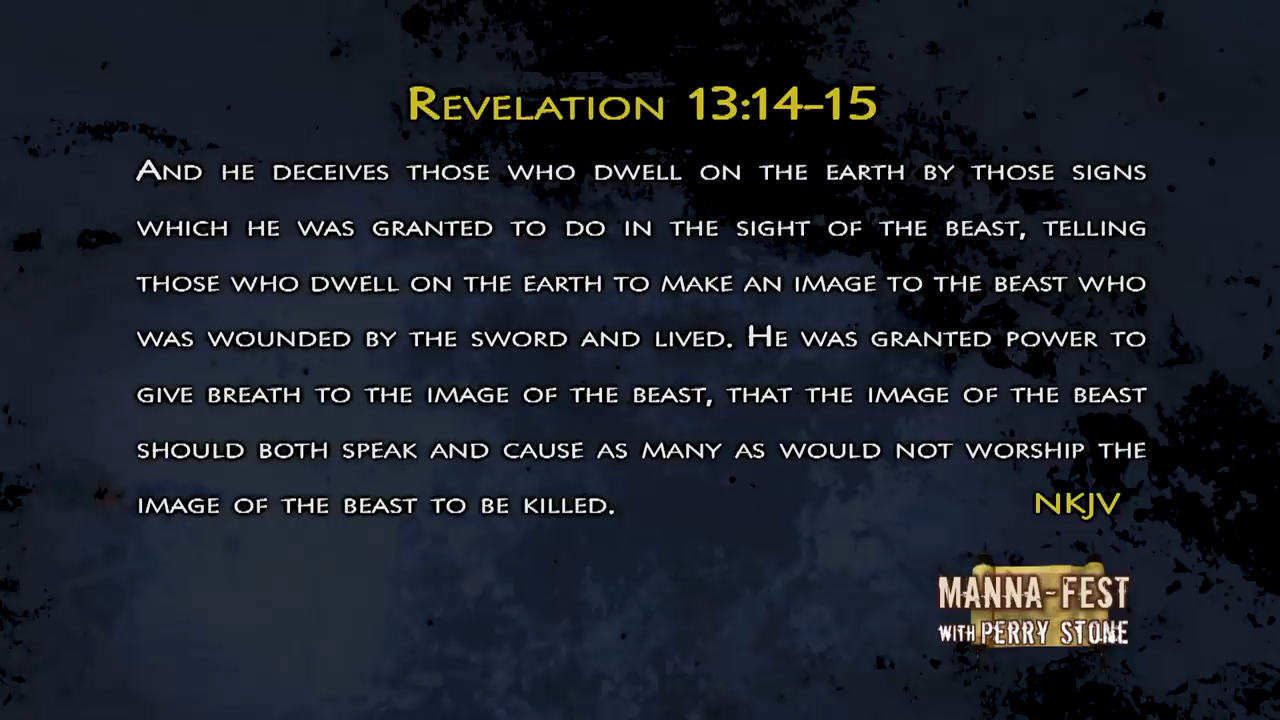 Revelation 13:14–15
And he deceives those who dwell on the earth by those signs
which he was granted to do in the sight of the beast, telling
those who dwell on the earth to make an image to the beast who
was wounded by the sword and lived. He was granted power to
give breath to the image of the beast, that the image of the beast
should both speak and cause as many as would not worship the
image of the beast to be killed.
NKJV
MANNA-FEST
WITH PERRY STONE